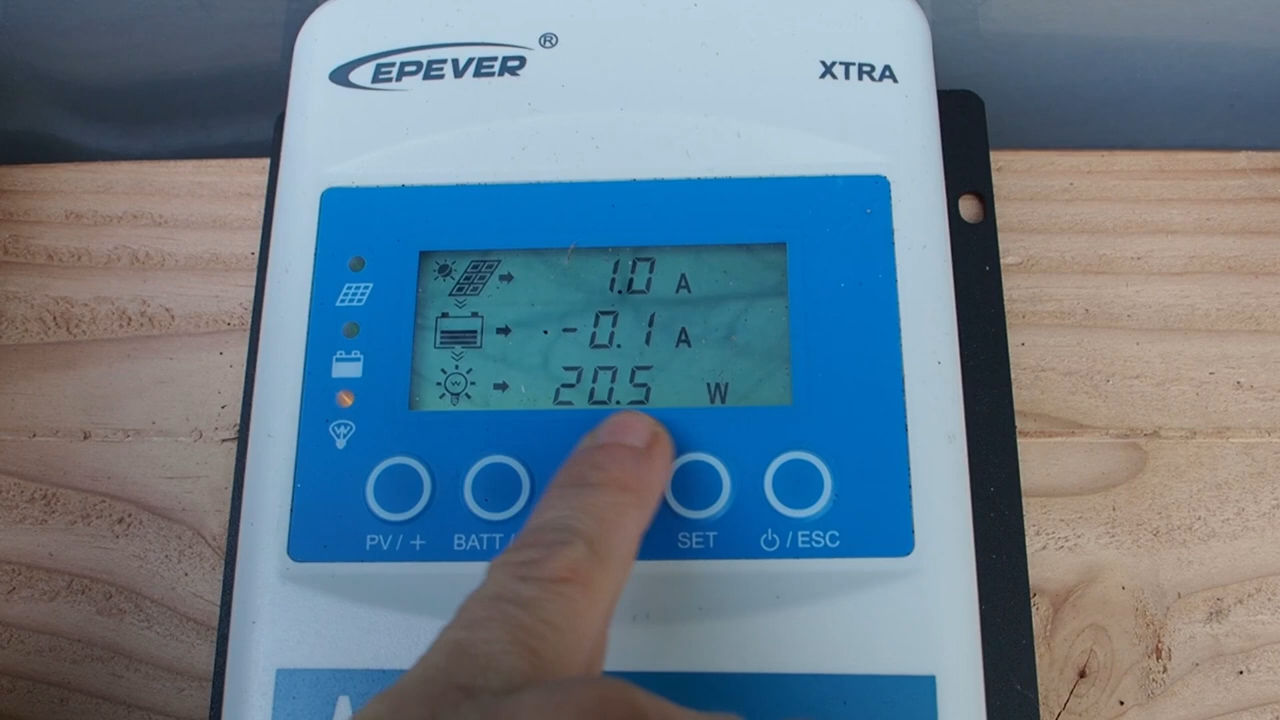 EPEVER ®
XTRA
1.0 A
-0.1 A
20.5 W
PV / + BATT / SET ⏻ / ESC